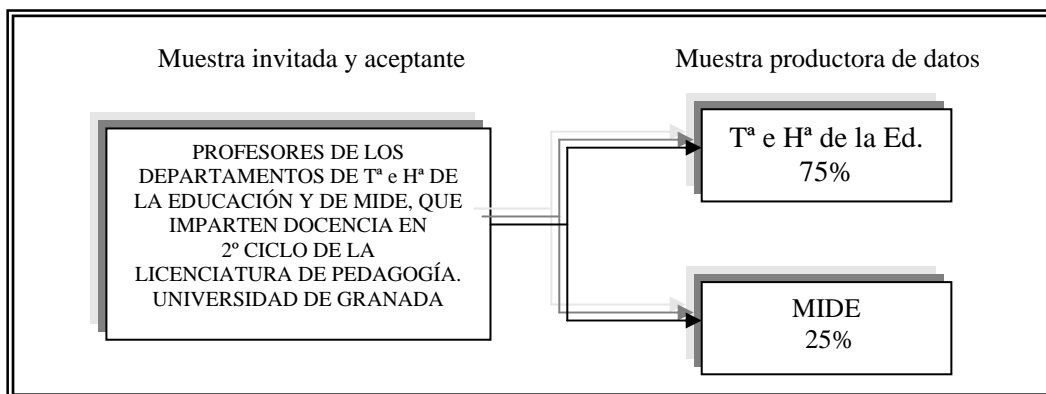 Muestra invitada y aceptante
Muestra productora de datos
PROFESORES DE LOS
DEPARTAMENTOS DE Tª e Hª DE
LA EDUCACIÓN Y DE MIDE, QUE
IMPARTEN DOCENCIA EN
2º CICLO DE LA
LICENCIATURA DE PEDAGOGÍA.
UNIVERSIDAD DE GRANADA
Tª e Hª de la Ed.
75%
MIDE
25%